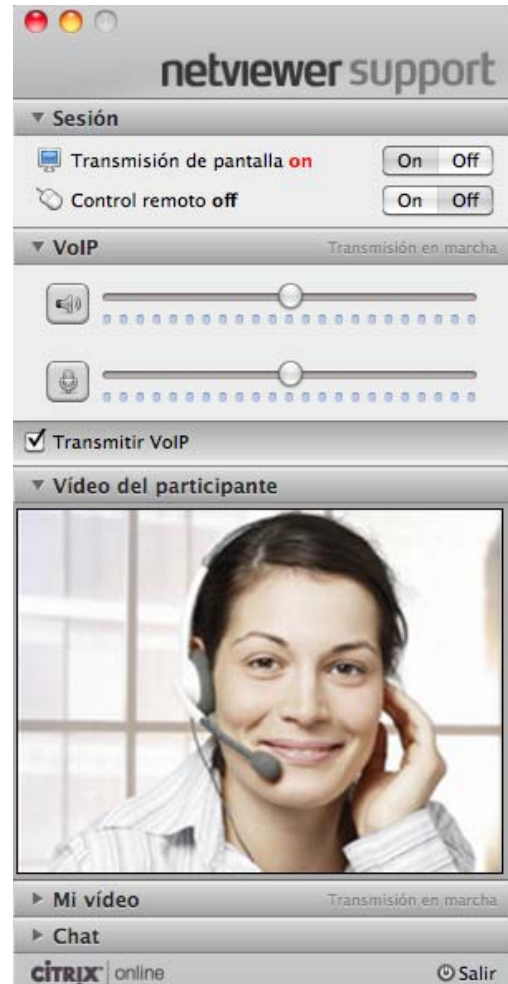 netviewer support
Sesión
Transmisión de pantalla on On Off
Control remoto off On Off
VoIP Transmisión en marcha
Transmitir VoIP
Vídeo del participante
Mi vídeo Transmisión en marcha
Chat
CITRIX online Salir